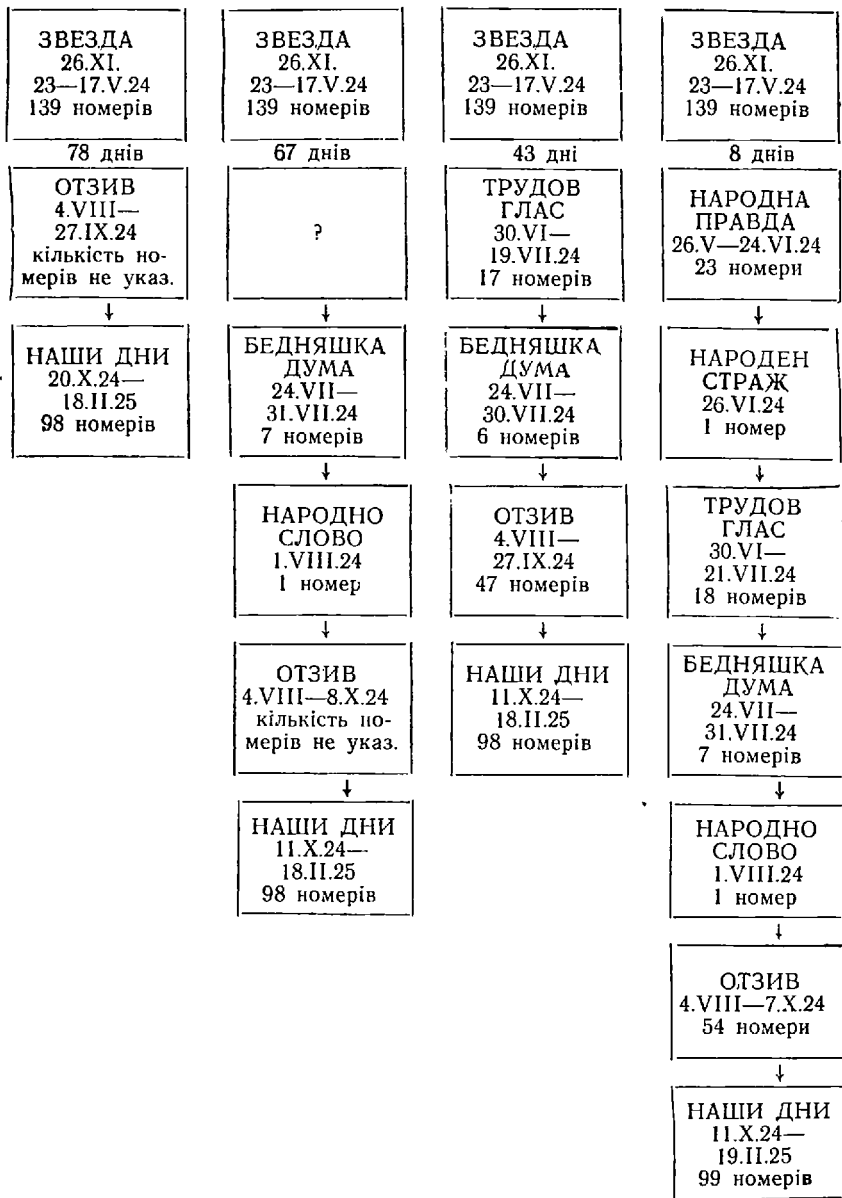 ЗВЕЗДА
26.XI.
23—17.V.24
139 номерів
78 днів
ОТЗИВ
4.VIII—
27.IX.24
кількість но-
мерів не указ.
↓
НАШИ ДНИ
20.X.24—
18.II.25
98 номерів
ЗВЕЗДА
26.XI.
23—17.V.24
139 номерів
67 днів
?
↓
БЕДНЯШКА
ДУМА
24.VII—
31.VII.24
7 номерів
↓
НАРОДНО
СЛОВО
1.VIII.24
1 номер
↓
ОТЗИВ
4.VIII—8.X.24
кількість но-
мерів не указ.
↓
НАШИ ДНИ
11.X.24—
18.II.25
98 номерів
ЗВЕЗДА
26.XI.
23—17.V.24
139 номерів
43 дні
ТРУДОВ
ГЛАС
30.VI—
19.VII.24
17 номерів
↓
БЕДНЯШКА
ДУМА
24.VII—
30.VII.24
6 номерів
↓
ОТЗИВ
4.VIII—
27.IX.24
47 номерів
↓
НАШИ ДНИ
11.X.24—
18.II.25
98 номерів
ЗВЕЗДА
26.XI.
23—17.V.24
139 номерів
8 днів
НАРОДНА
ПРАВДА
26.V—24.VI.24
23 номери
↓
НАРОДЕН
СТРАЖ
26.VI.24
1 номер
↓
ТРУДОВ
ГЛАС
30.VI—
21.VII.24
18 номерів
↓
БЕДНЯШКА
ДУМА
24.VII—
31.VII.24
7 номерів
↓
НАРОДНО
СЛОВО
1.VIII.24
1 номер
↓
ОТЗИВ
4.VIII—7.X.24
54 номери
↓
НАШИ ДНИ
11.X.24—
19.II.25
99 номерів